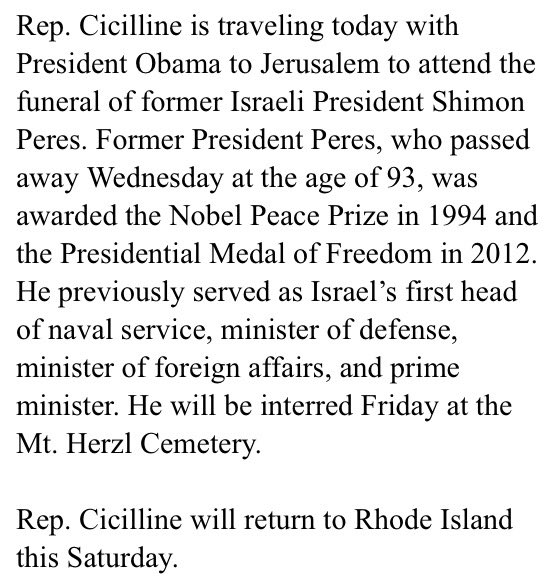 Rep. Cicilline is traveling today with
President Obama to Jerusalem to attend the
funeral of former Israeli President Shimon
Peres. Former President Peres, who passed
away Wednesday at the age of 93, was
awarded the Nobel Peace Prize in 1994 and
the Presidential Medal of Freedom in 2012.
He previously served as Israel’s first head
of naval service, minister of defense,
minister of foreign affairs, and prime
minister. He will be interred Friday at the
Mt. Herzl Cemetery.

Rep. Cicilline will return to Rhode Island
this Saturday.